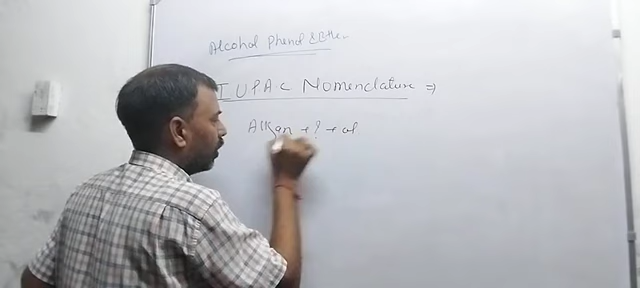 Alcohol Phenol & Ether
IUPAC Nomenclature ⇒
Alkan + ? + ol